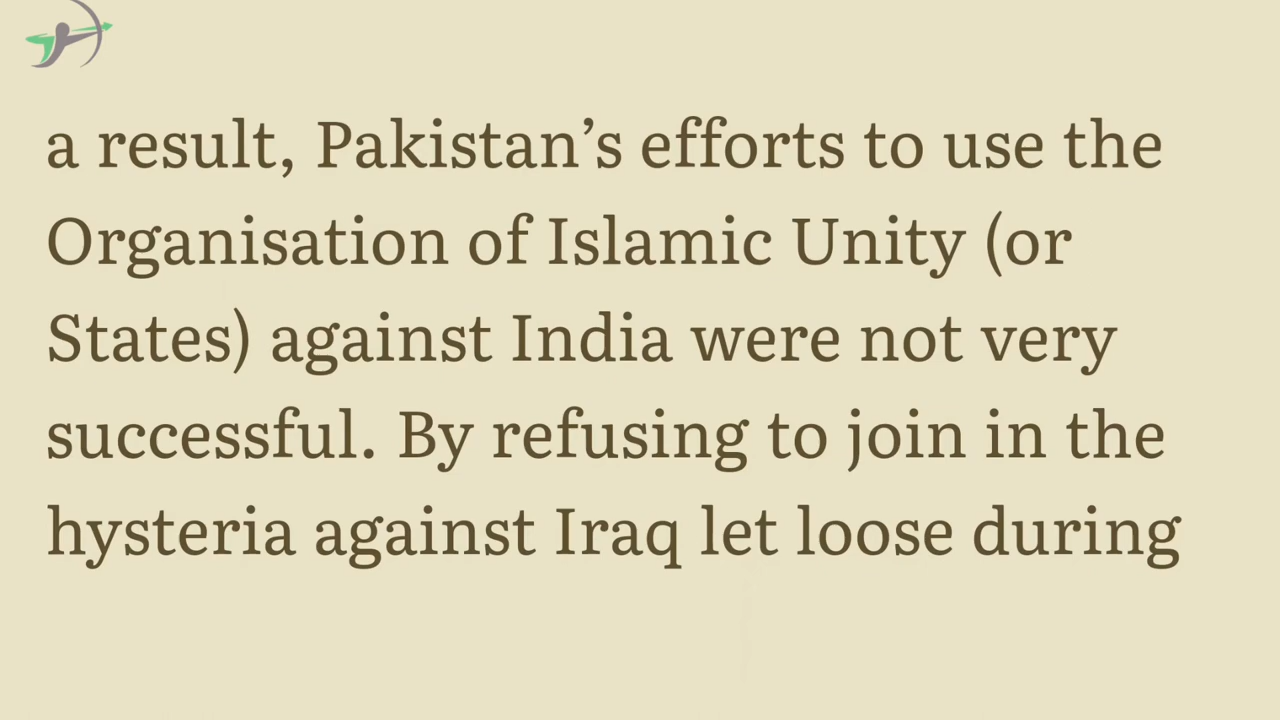 a result, Pakistan’s efforts to use the
Organisation of Islamic Unity (or
States) against India were not very
successful. By refusing to join in the
hysteria against Iraq let loose during